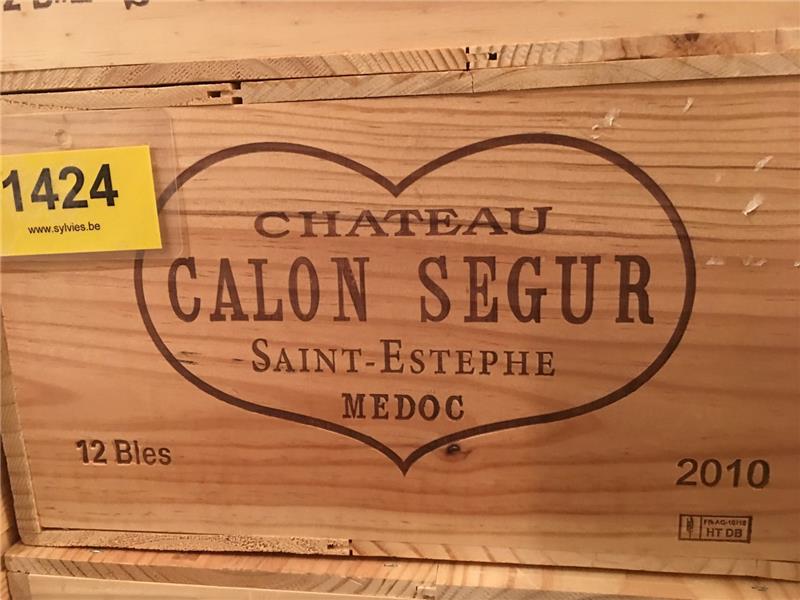 1424
www.sylvies.be
CHATEAU
CALON SEGUR
SAINT-ESTEPHE
MEDOC
12 Bles
2010
HT DB